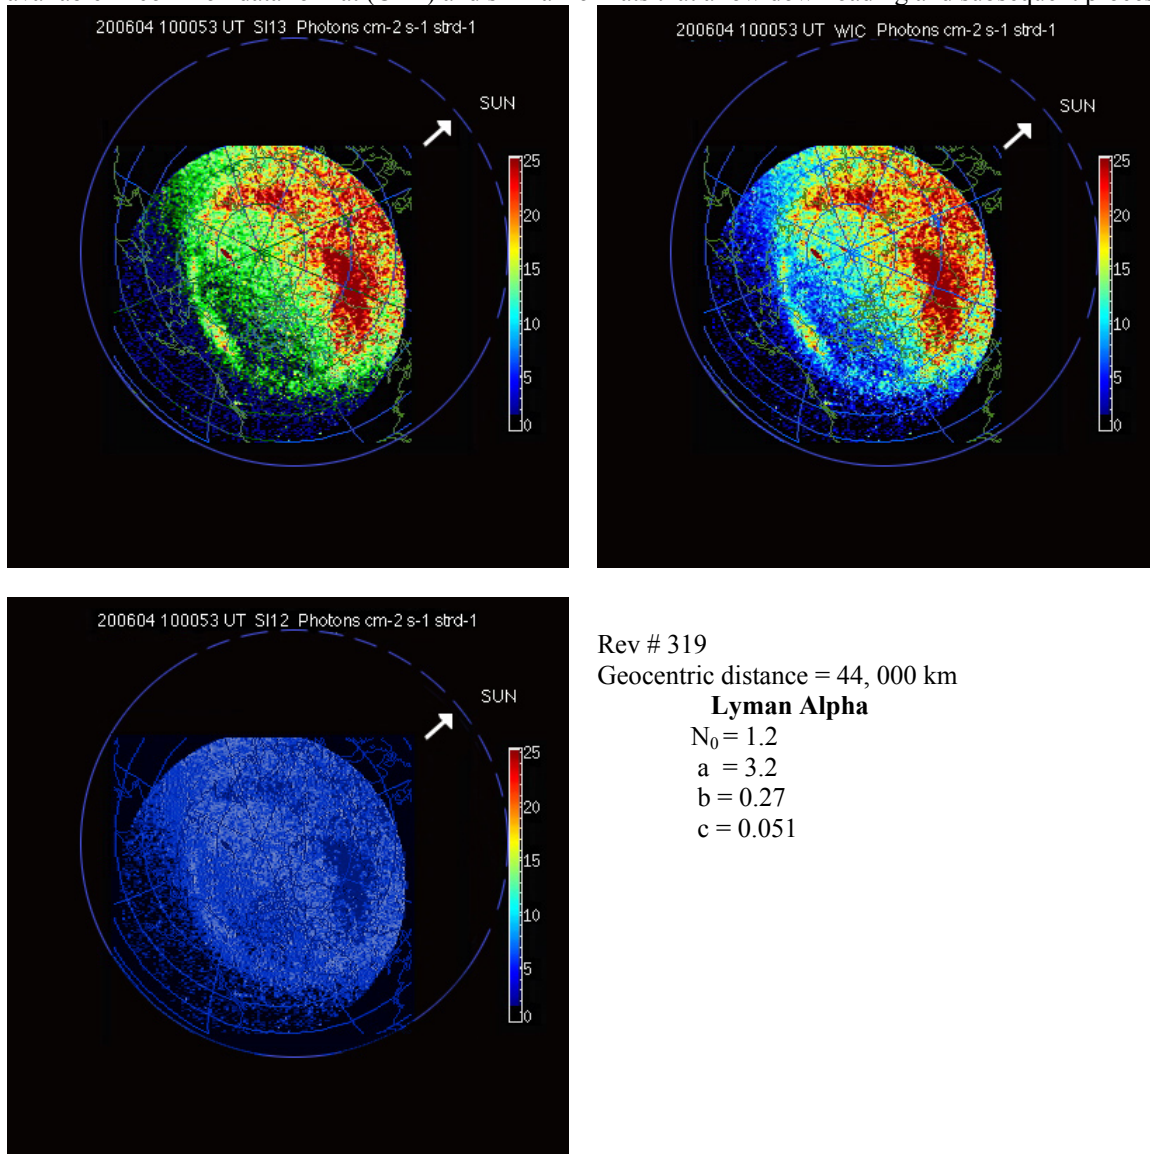 200604 100053 UT SI13 Photons cm-2 s-1 strd-1
SUN
25
20
15
10
5
0
200604 100053 UT WIC Photons cm-2 s-1 strd-1
SUN
25
20
15
10
5
0
200604 100053 UT SI12 Photons cm-2 s-1 strd-1
SUN
25
20
15
10
5
0
Rev # 319
Geocentric distance = 44, 000 km
Lyman Alpha
N₀ = 1.2
a = 3.2
b = 0.27
c = 0.051